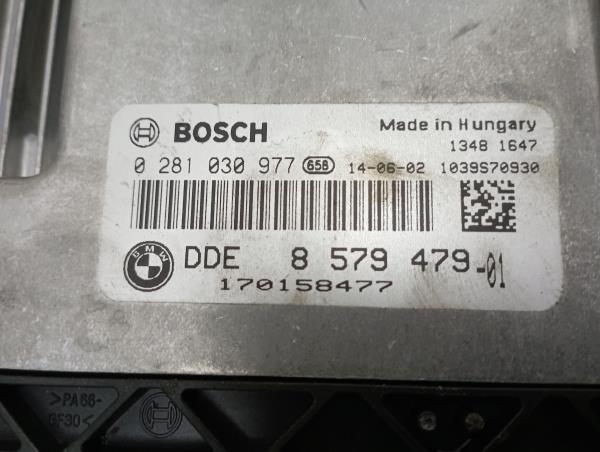 BOSCH Made in Hungary
1348 1647
0 281 030 977 658 14-06-02 1039S70930
BMW DDE 8 579 479-01
170158477
>PA66-
GF30<